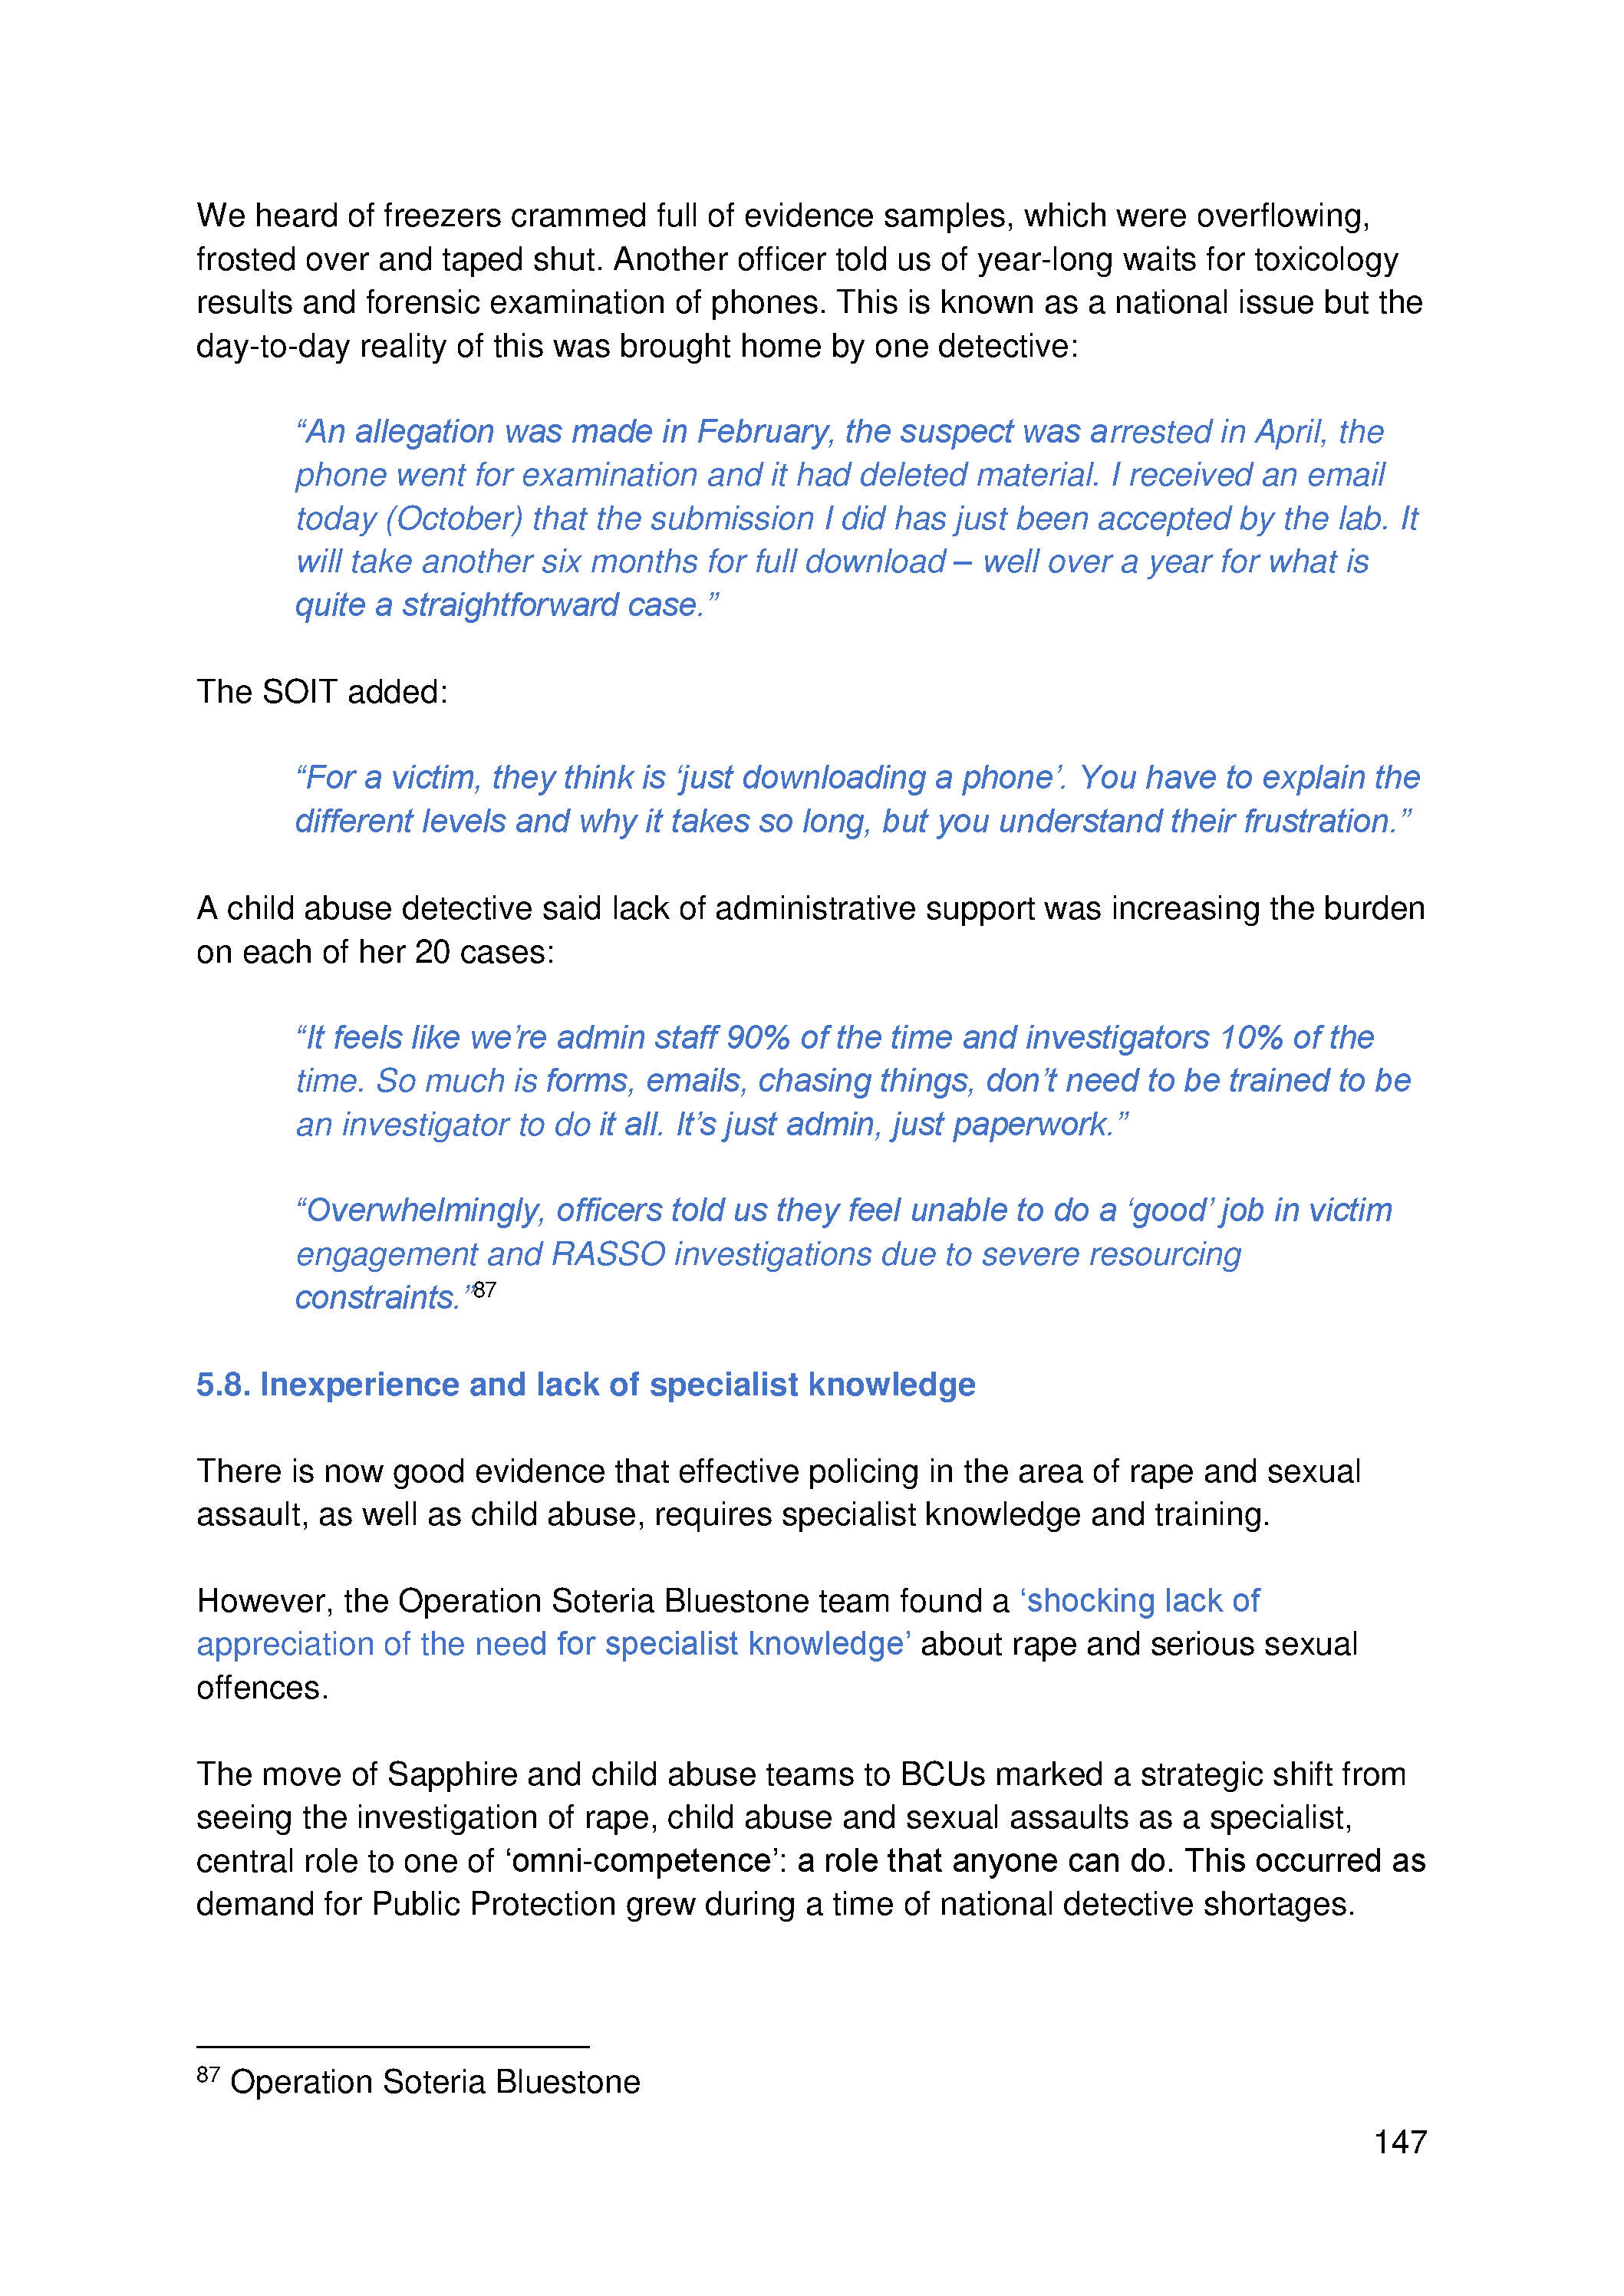 We heard of freezers crammed full of evidence samples, which were overflowing,
frosted over and taped shut. Another officer told us of year-long waits for toxicology
results and forensic examination of phones. This is known as a national issue but the
day-to-day reality of this was brought home by one detective:
“An allegation was made in February, the suspect was arrested in April, the
phone went for examination and it had deleted material. I received an email
today (October) that the submission I did has just been accepted by the lab. It
will take another six months for full download – well over a year for what is
quite a straightforward case.”
The SOIT added:
“For a victim, they think is ‘just downloading a phone’. You have to explain the
different levels and why it takes so long, but you understand their frustration.”
A child abuse detective said lack of administrative support was increasing the burden
on each of her 20 cases:
“It feels like we’re admin staff 90% of the time and investigators 10% of the
time. So much is forms, emails, chasing things, don’t need to be trained to be
an investigator to do it all. It’s just admin, just paperwork.”
“Overwhelmingly, officers told us they feel unable to do a ‘good’ job in victim
engagement and RASSO investigations due to severe resourcing
constraints.”87
5.8. Inexperience and lack of specialist knowledge
There is now good evidence that effective policing in the area of rape and sexual
assault, as well as child abuse, requires specialist knowledge and training.
However, the Operation Soteria Bluestone team found a ‘shocking lack of
appreciation of the need for specialist knowledge’ about rape and serious sexual
offences.
The move of Sapphire and child abuse teams to BCUs marked a strategic shift from
seeing the investigation of rape, child abuse and sexual assaults as a specialist,
central role to one of ‘omni-competence’: a role that anyone can do. This occurred as
demand for Public Protection grew during a time of national detective shortages.
87 Operation Soteria Bluestone
147